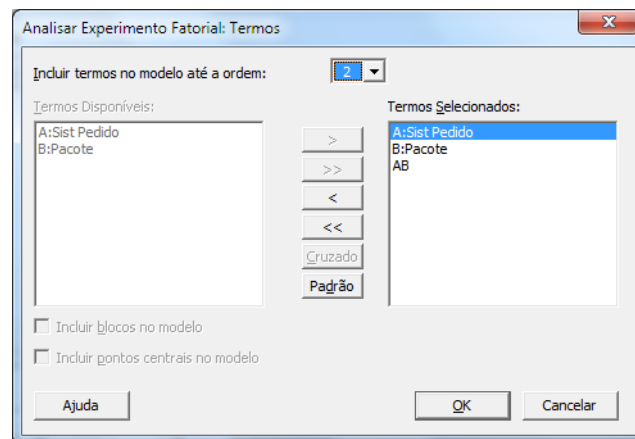 Analisar Experimento Fatorial: Termos
X
Incluir termos no modelo até a ordem:
2
Termos Disponíveis:
A:Sist Pedido
B:Pacote
>
>>
<
<<
Cruzado
Padrão
Termos Selecionados:
A:Sist Pedido
B:Pacote
AB
Incluir blocos no modelo
Incluir pontos centrais no modelo
Ajuda
OK
Cancelar